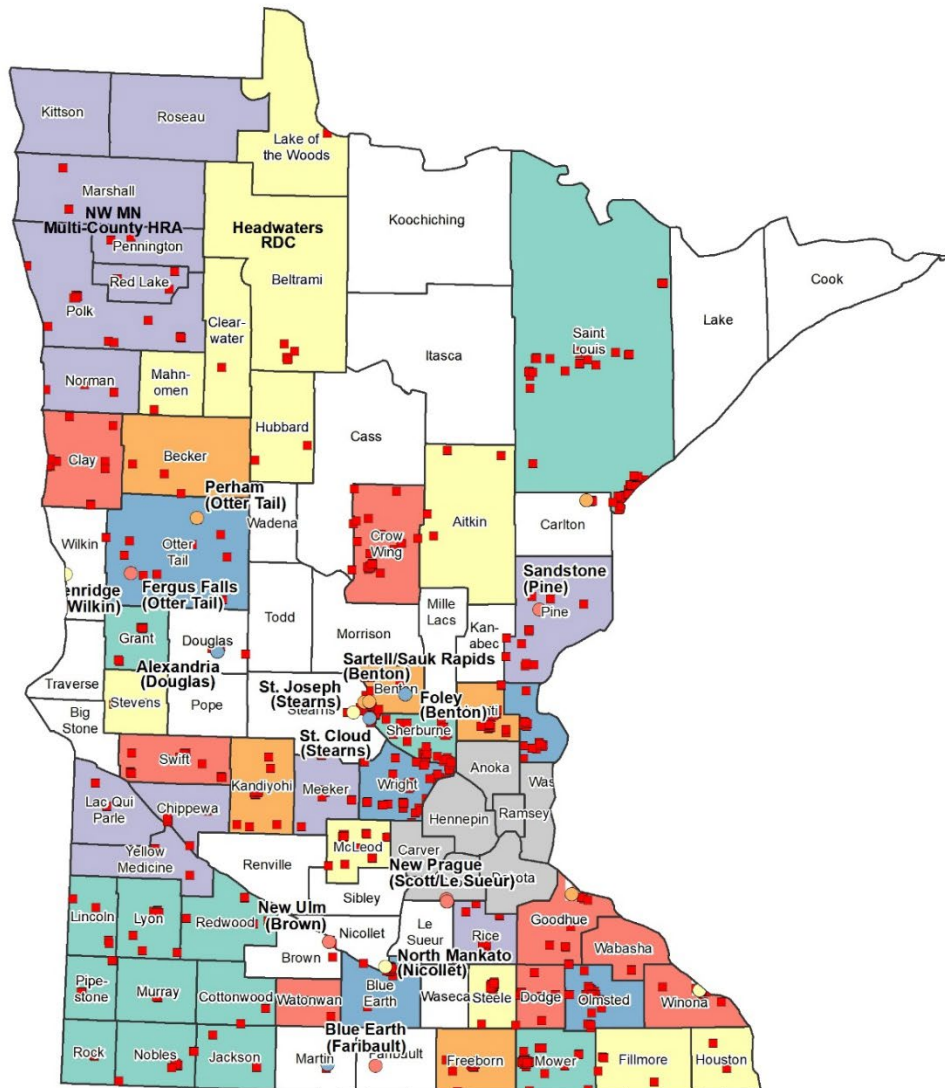 Kittson
Roseau
Lake of
the Woods
Marshall
NW MN
Multi-County HRA
Headwaters
RDC
Koochiching
Pennington
Red Lake
Beltrami
Cook
Polk
Clear-
water
Lake
Saint
Louis
Itasca
Norman
Mahn-
omen
Hubbard
Cass
Clay
Becker
Perham
(Otter Tail)
Wadena
Aitkin
Carlton
Crow
Wing
Wilkin
Otter
Tail
Sandstone
(Pine)
Pine
enridge
Wilkin)
Fergus Falls
(Otter Tail)
Mille
Lacs
Kan-
abec
Todd
Morrison
Grant
Douglas
Alexandria
(Douglas)
Sartell/Sauk Rapids
(Benton)
Benton
Traverse
Stevens
Pope
St. Joseph
(Stearns)
Stearns
Foley
(Benton)
nti
Big
Stone
St. Cloud
(Stearns)
Sherburne
Swift
Kandiyohi
Meeker
Wright
Anoka
Was
Lac Qui
Parle
Chippewa
Hennepin
Ramsey
Yellow
Medicine
Renville
McLeod
Carver
Dakota
New Prague
(Scott/Le Sueur)
Sibley
Lincoln
Lyon
Redwood
New Ulm
(Brown)
Nicollet
Le
Sueur
Rice
Goodhue
Wabasha
Brown
North Mankato
(Nicollet)
Pipe-
stone
Murray
Cottonwood
Watonwan
Blue
Earth
Waseca
Steele
Dodge
Olmsted
Winona
Blue Earth
(Faribault)
Rock
Nobles
Jackson
Martin
Faribault
Freeborn
Mower
Fillmore
Houston